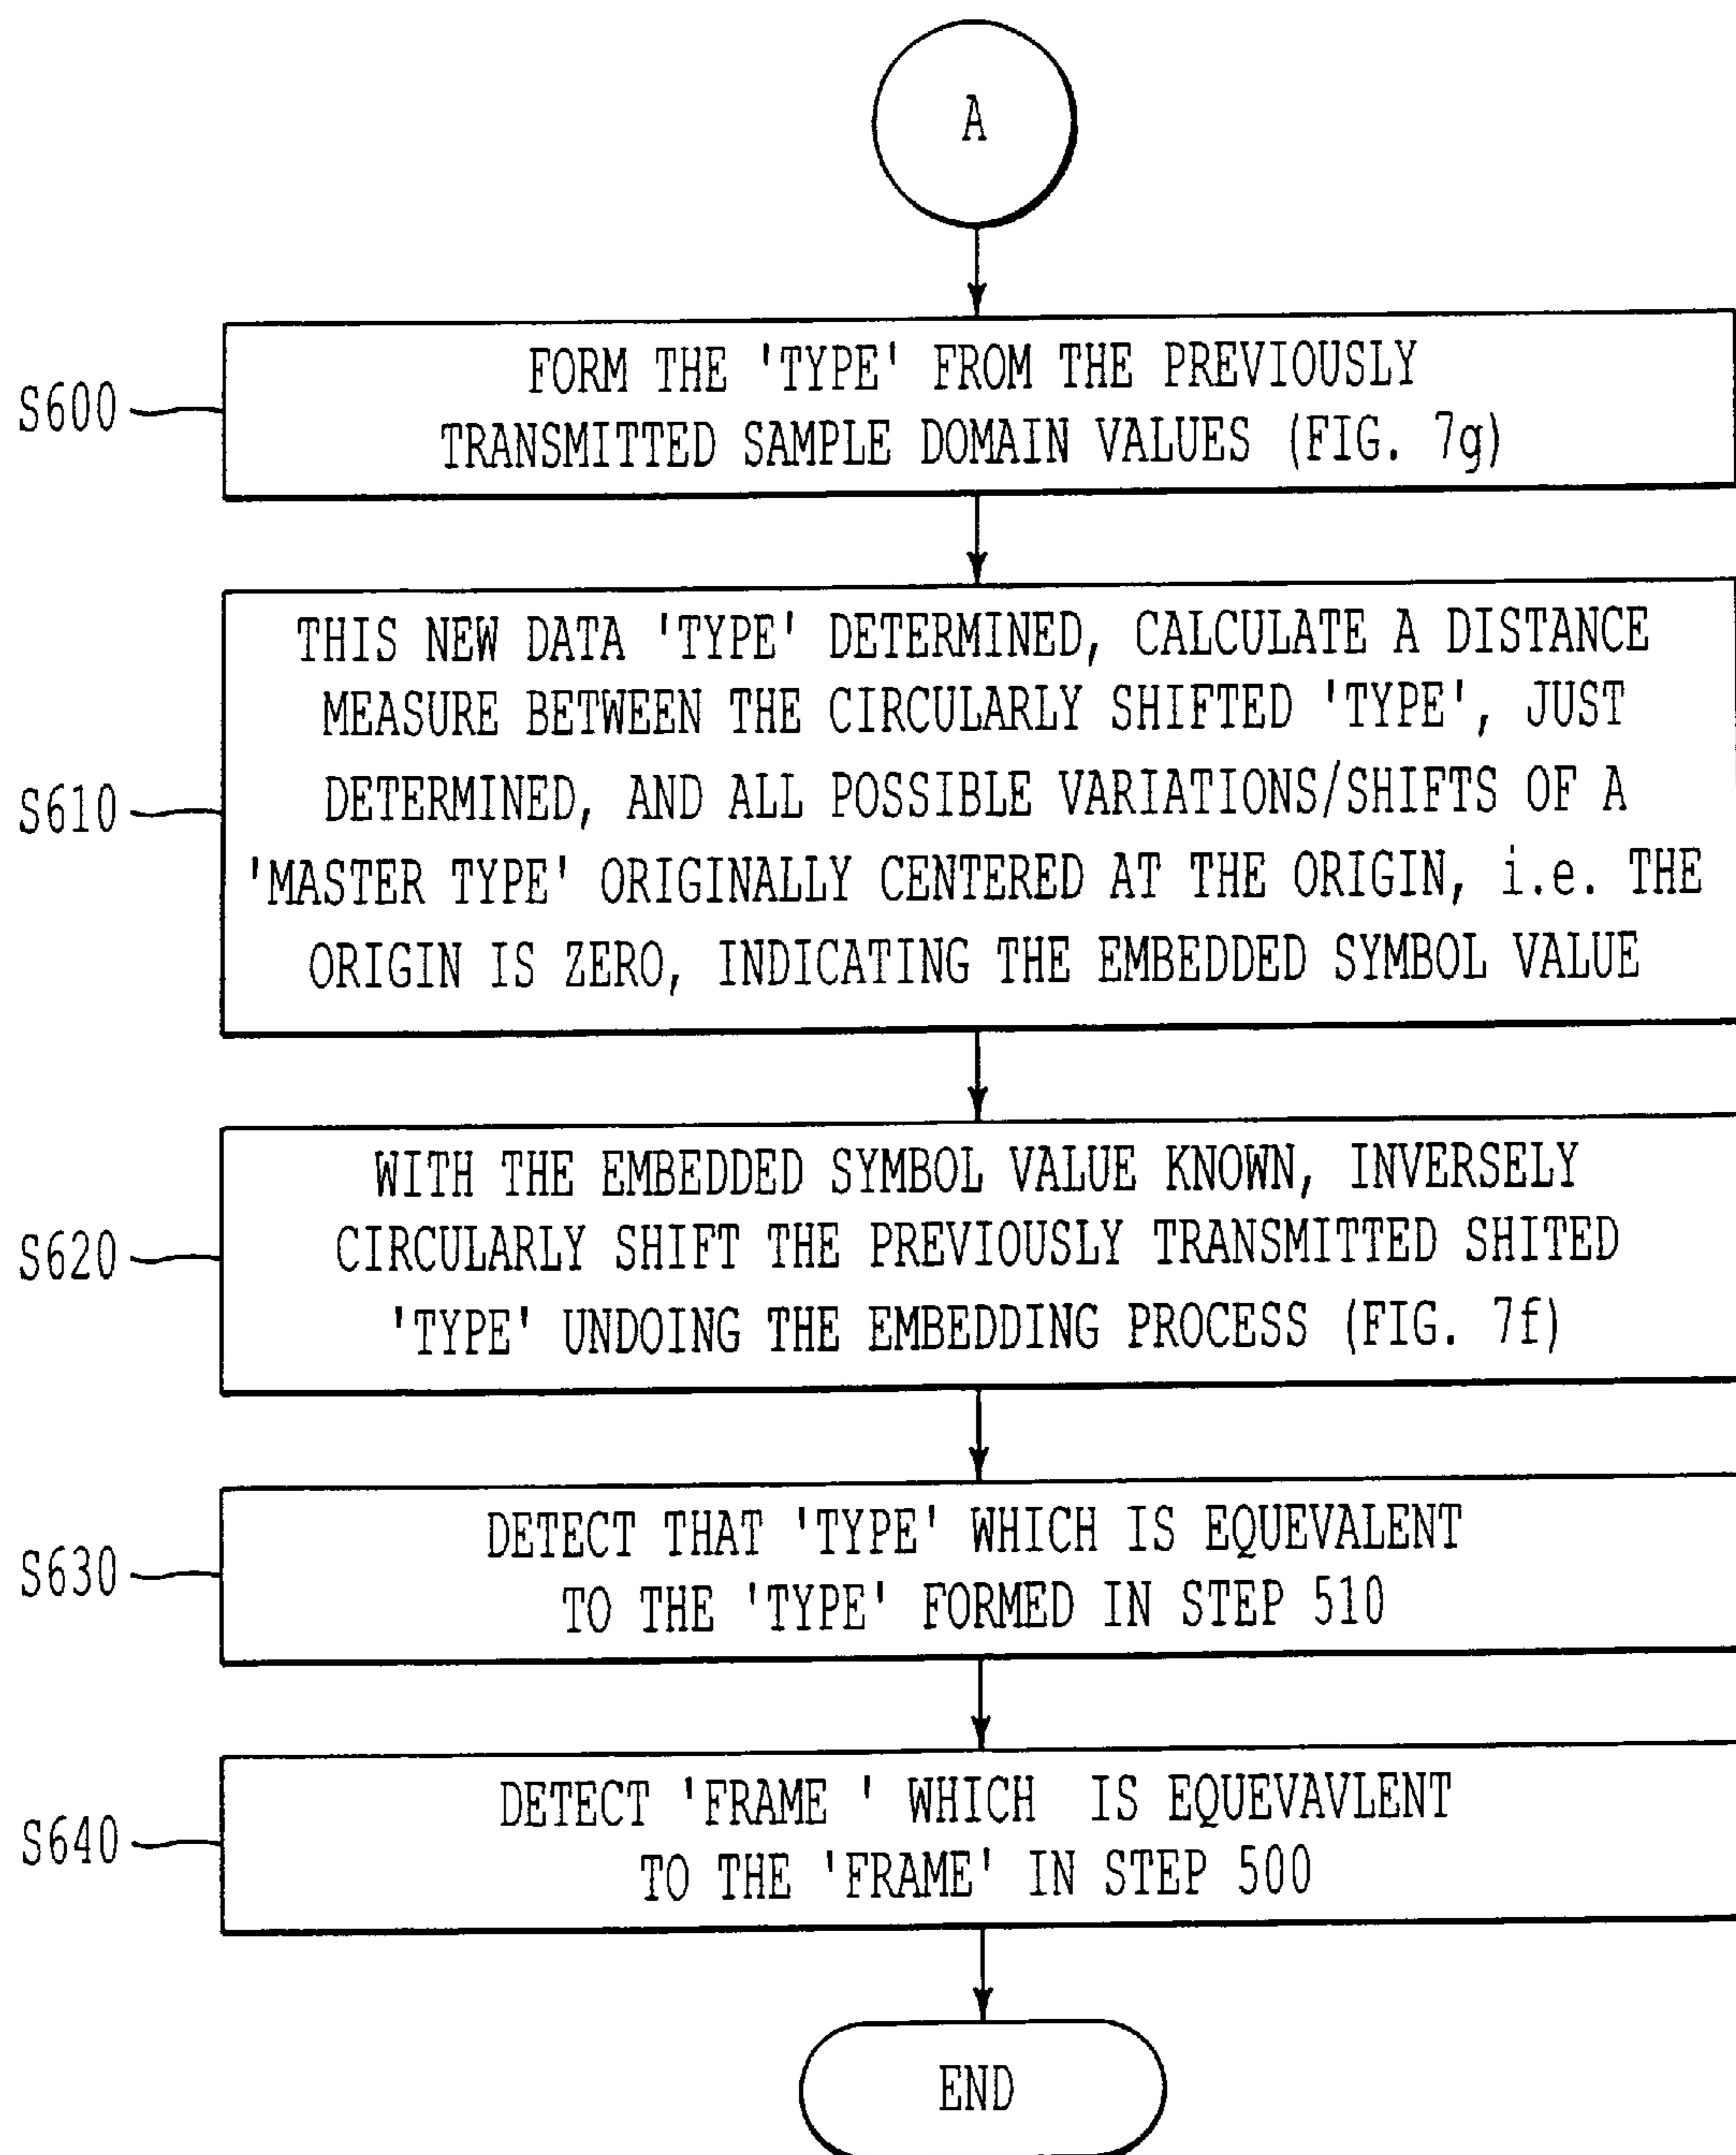 A
S600
FORM THE 'TYPE' FROM THE PREVIOUSLY
TRANSMITTED SAMPLE DOMAIN VALUES (FIG. 7g)
S610
THIS NEW DATA 'TYPE' DETERMINED, CALCULATE A DISTANCE
MEASURE BETWEEN THE CIRCULARLY SHIFTED 'TYPE', JUST
DETERMINED, AND ALL POSSIBLE VARIATIONS/SHIFTS OF A
'MASTER TYPE' ORIGINALLY CENTERED AT THE ORIGIN, i.e. THE
ORIGIN IS ZERO, INDICATING THE EMBEDDED SYMBOL VALUE
S620
WITH THE EMBEDDED SYMBOL VALUE KNOWN, INVERSELY
CIRCULARLY SHIFT THE PREVIOUSLY TRANSMITTED SHITED
'TYPE' UNDOING THE EMBEDDING PROCESS (FIG. 7f)
S630
DETECT THAT 'TYPE' WHICH IS EQUEVALENT
TO THE 'TYPE' FORMED IN STEP 510
S640
DETECT 'FRAME ' WHICH IS EQUEVAVLENT
TO THE 'FRAME' IN STEP 500
END